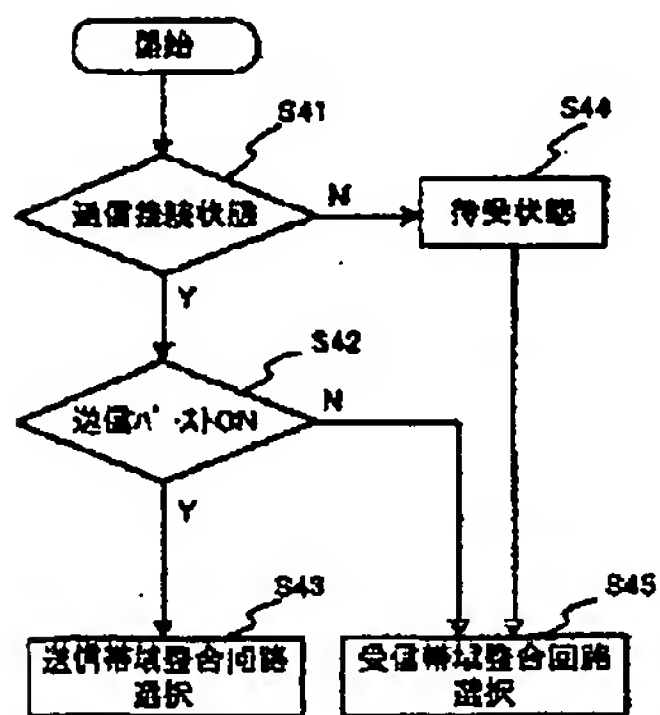 開始
S41
S44
通信接続状態
N
待受状態
Y
S42
送信バーストON
N
Y
S43
S45
送信帯域整合回路
選択
受信帯域整合回路
選択